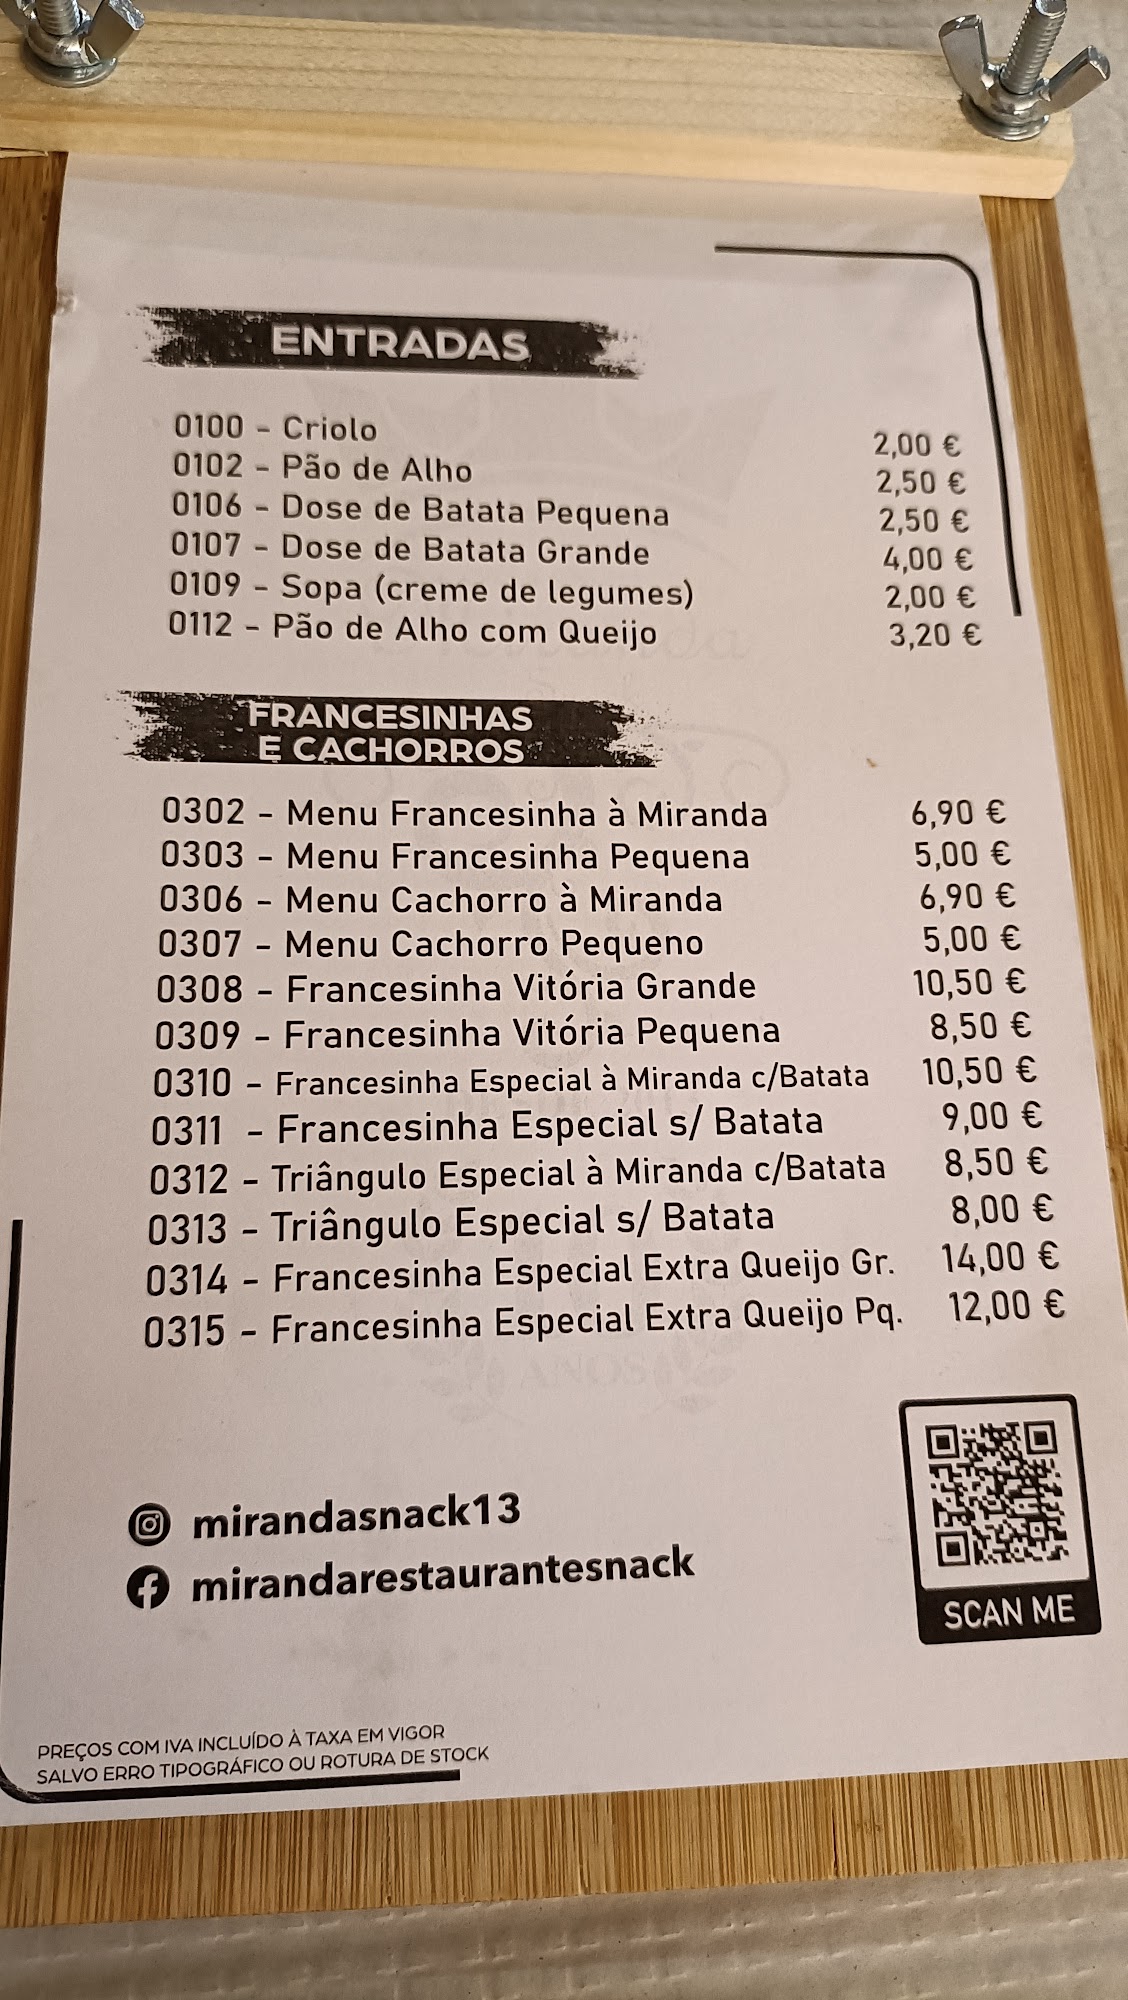 ENTRADAS
0100 - Criolo 2,00 €
0102 - Pão de Alho 2,50 €
0106 - Dose de Batata Pequena 2,50 €
0107 - Dose de Batata Grande 4,00 €
0109 - Sopa (creme de legumes) 2,00 €
0112 - Pão de Alho com Queijo 3,20 €
FRANCESINHAS
E CACHORROS
0302 - Menu Francesinha à Miranda 6,90 €
0303 - Menu Francesinha Pequena 5,00 €
0306 - Menu Cachorro à Miranda 6,90 €
0307 - Menu Cachorro Pequeno 5,00 €
0308 - Francesinha Vitória Grande 10,50 €
0309 - Francesinha Vitória Pequena 8,50 €
0310 - Francesinha Especial à Miranda c/Batata 10,50 €
0311 - Francesinha Especial s/ Batata 9,00 €
0312 - Triângulo Especial à Miranda c/Batata 8,50 €
0313 - Triângulo Especial s/ Batata 8,00 €
0314 - Francesinha Especial Extra Queijo Gr. 14,00 €
0315 - Francesinha Especial Extra Queijo Pq. 12,00 €
ANOS
mirandasnack13
mirandarestaurantesnack
SCAN ME
PREÇOS COM IVA INCLUÍDO À TAXA EM VIGOR
SALVO ERRO TIPOGRÁFICO OU ROTURA DE STOCK